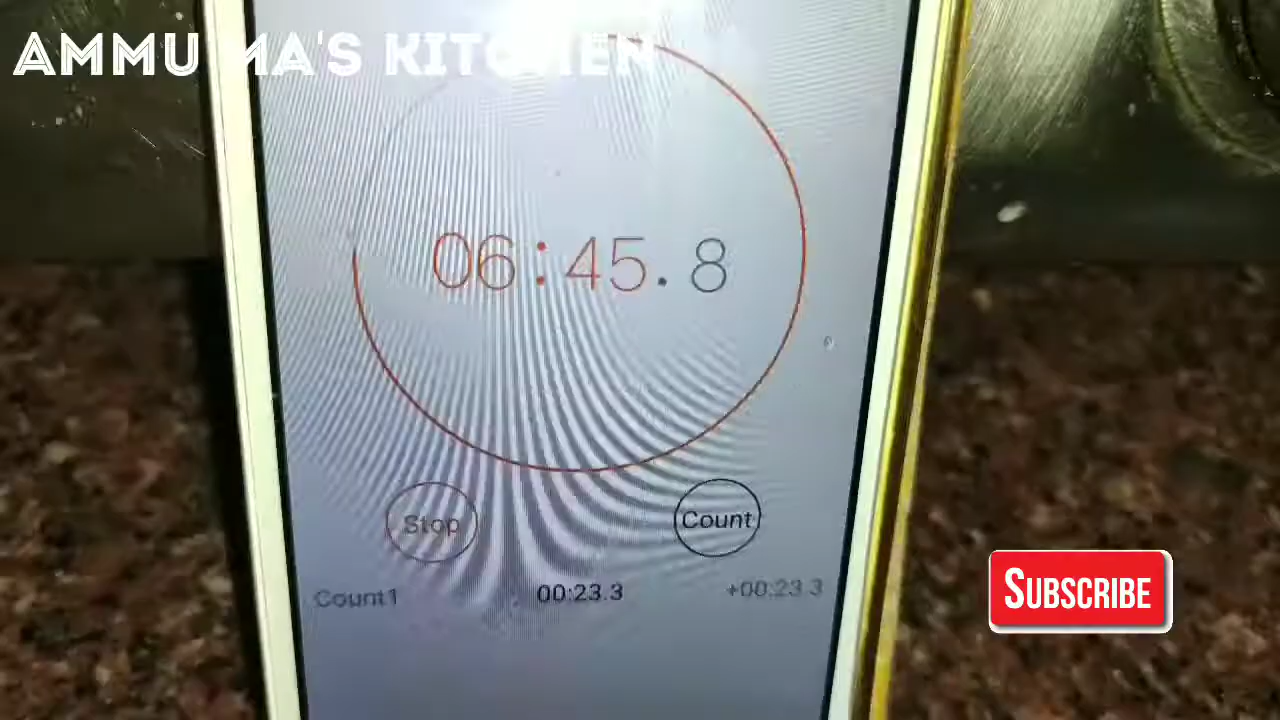 AMMUMA'S KITCHEN
06:45.8
Stop
Count
Count1 00:23.3 +00:23.3
SUBSCRIBE